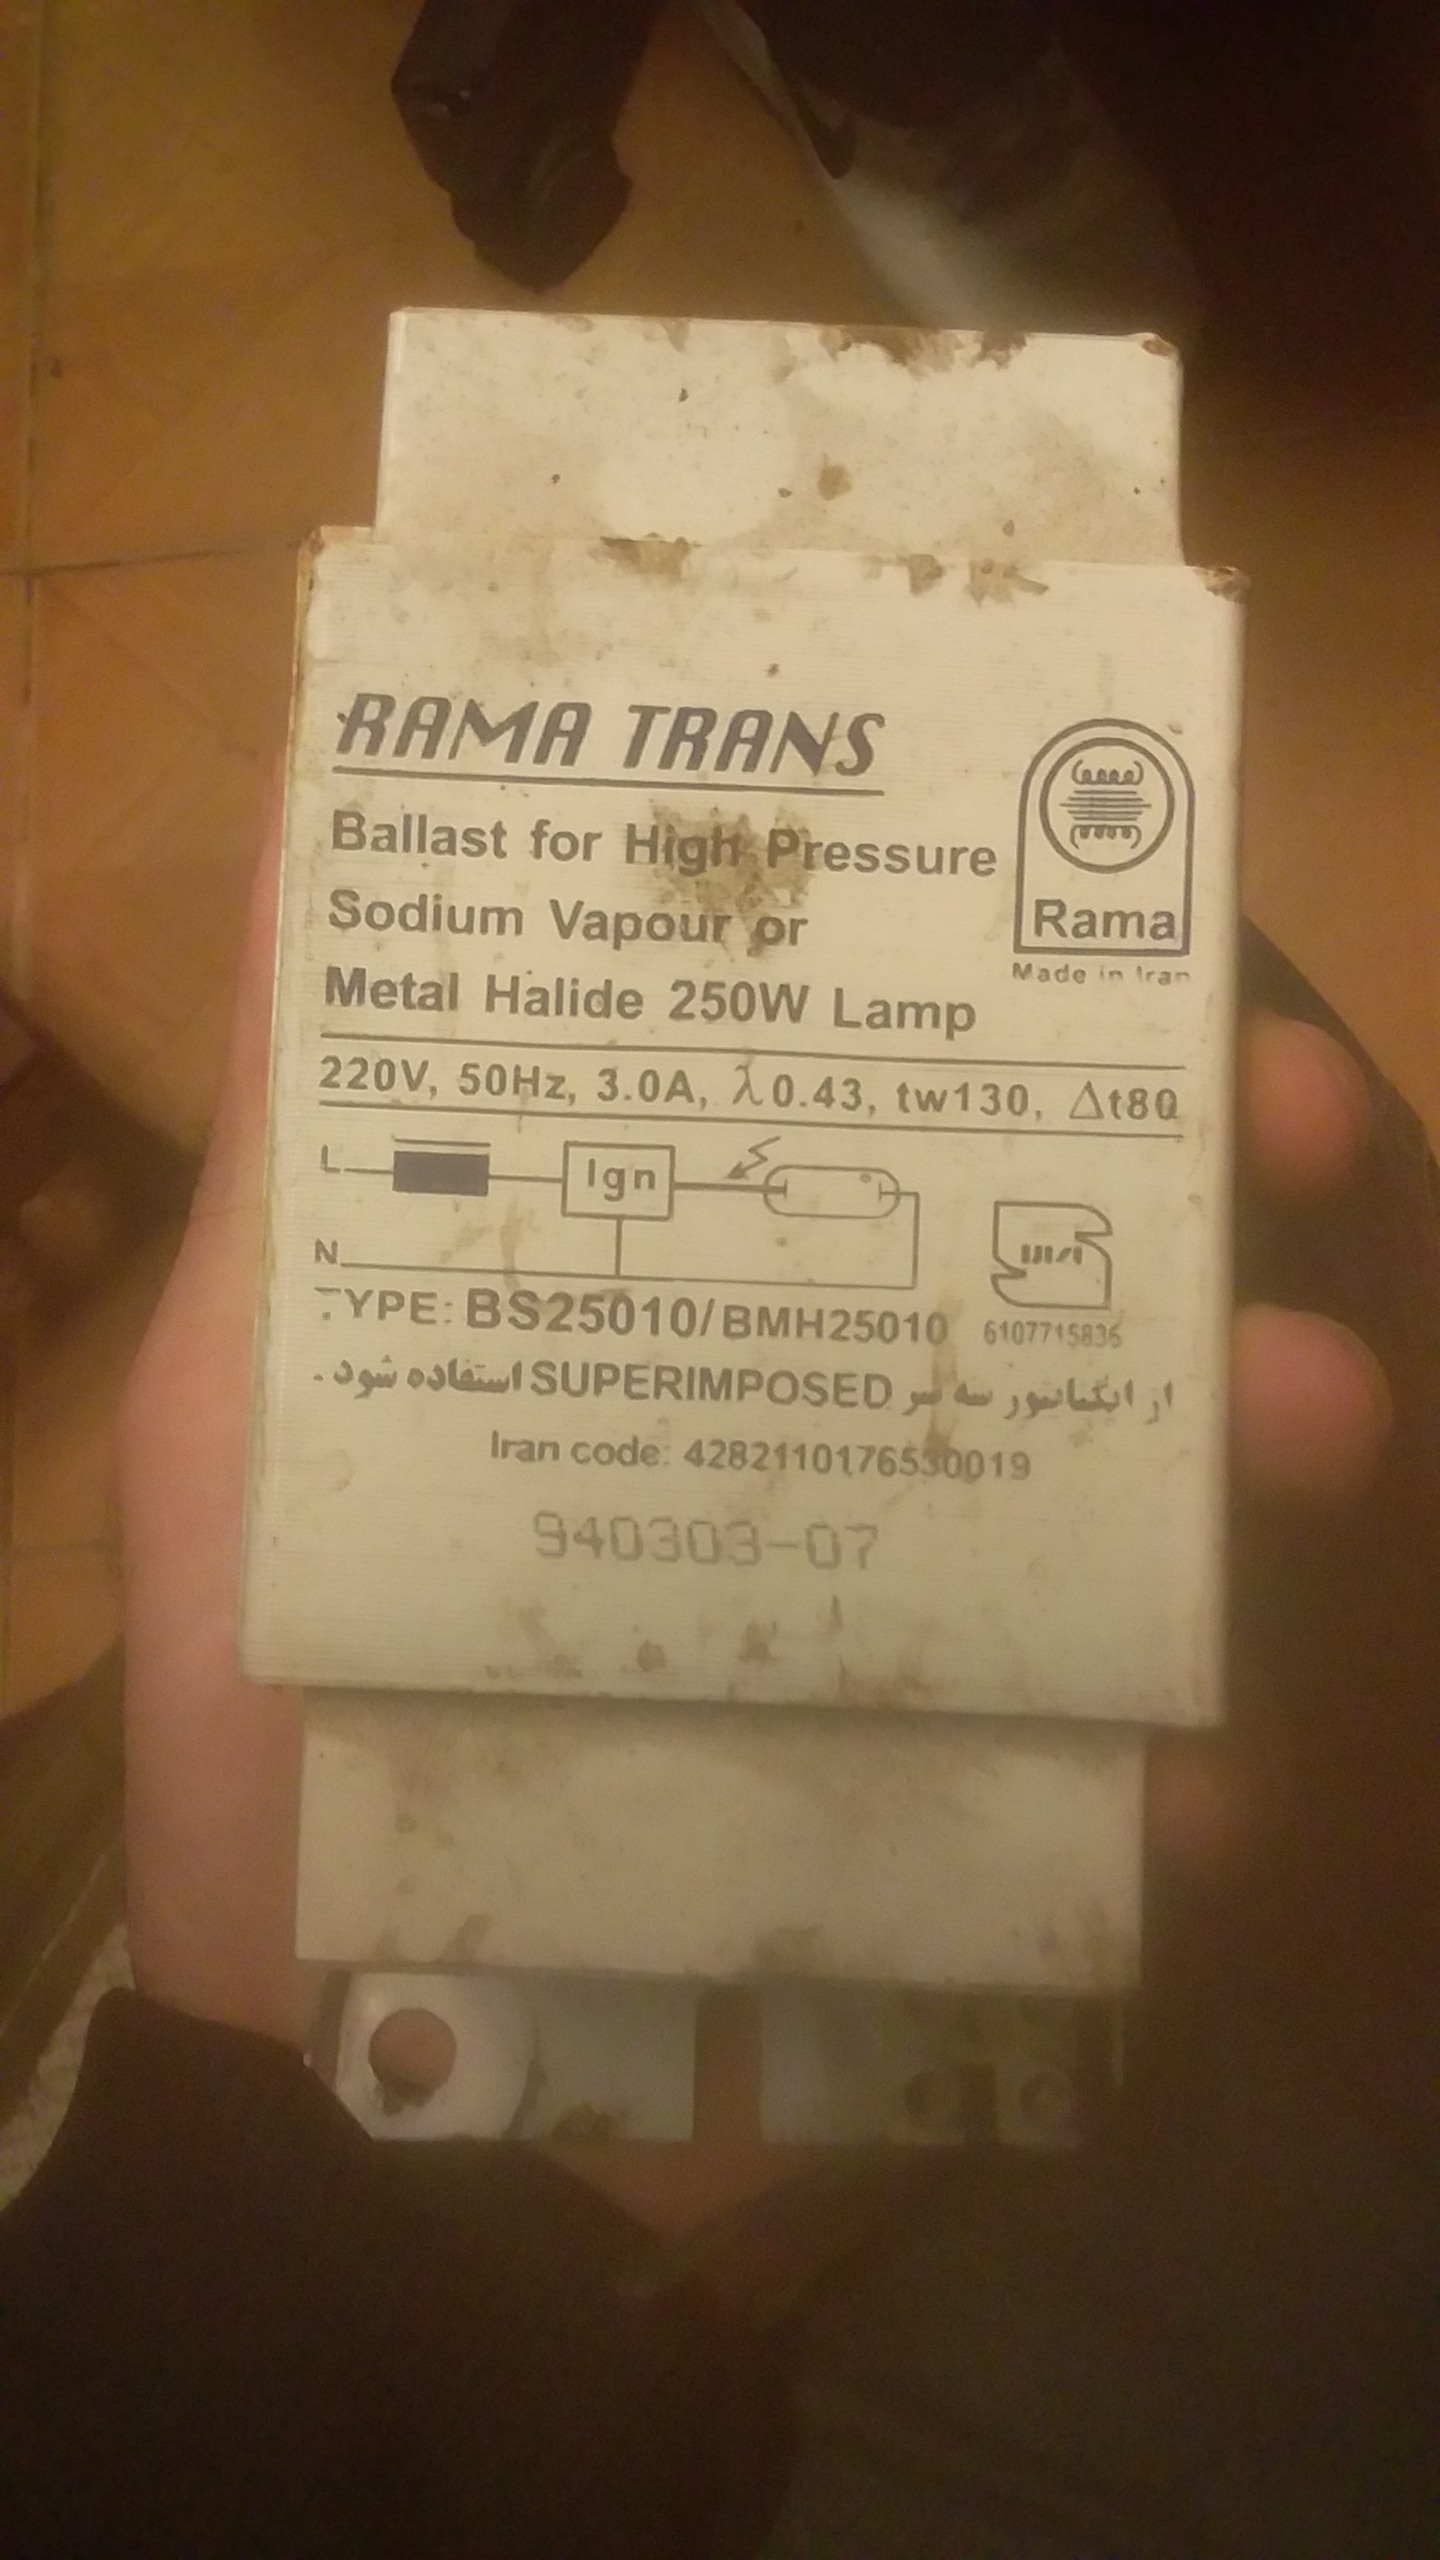 RAMA TRANS
Ballast for High Pressure
Sodium Vapour or
Metal Halide 250W Lamp
Rama
Made in Iran
220V, 50Hz, 3.0A, λ0.43, tw130, Δt80
L
Ign
N
TYPE: BS25010/BMH25010
6107715836
از ایگنایتور سه سر SUPERIMPOSED استفاده شود.
Iran code: 4282110176530019
940303-07